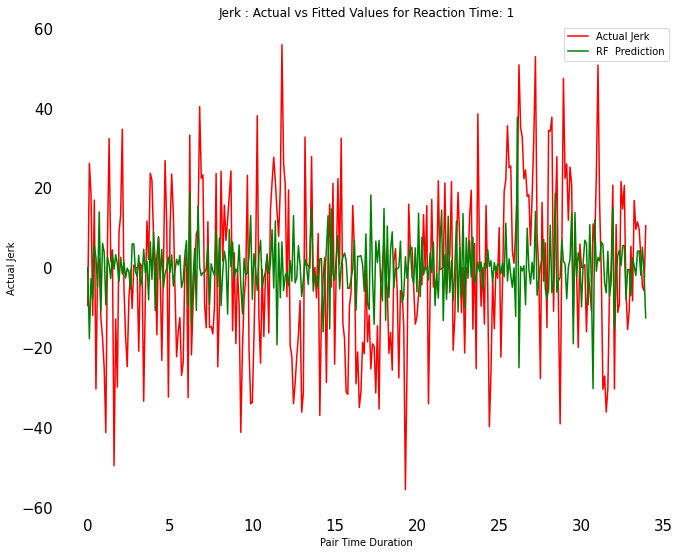 Jerk : Actual vs Fitted Values for Reaction Time: 1
Actual Jerk
RF  Prediction
60
40
20
0
−20
−40
−60
Actual Jerk
0 5 10 15 20 25 30 35
Pair Time Duration